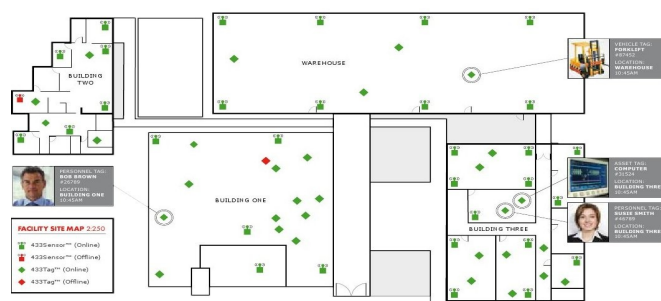 WAREHOUSE
VEHICLE TAG:
FORKLIFT
#87452
LOCATION:
WAREHOUSE
10:45AM
BUILDING
TWO
PERSONNEL TAG:
BOB BROWN
#28789
LOCATION:
BUILDING ONE
10:45AM
BUILDING ONE
ASSET TAG:
COMPUTER
#31524
LOCATION:
BUILDING THREE
10:45AM
PERSONNEL TAG:
SUSIE SMITH
#46789
LOCATION:
BUILDING THREE
10:45AM
BUILDING THREE
FACILITY SITE MAP 2:250
433Sensor™ (Online)
433Sensor™ (Offline)
433Tag™ (Online)
433Tag™ (Offline)